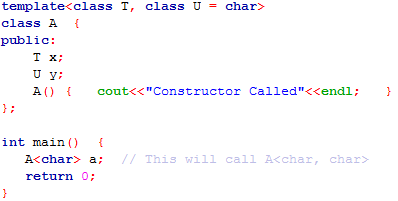 template<class T, class U = char>
class A  {
public:
    T x;
    U y;
    A() {   cout<<"Constructor Called"<<endl;   }
};

int main()  {
   A<char> a;  // This will call A<char, char>
   return 0;
}